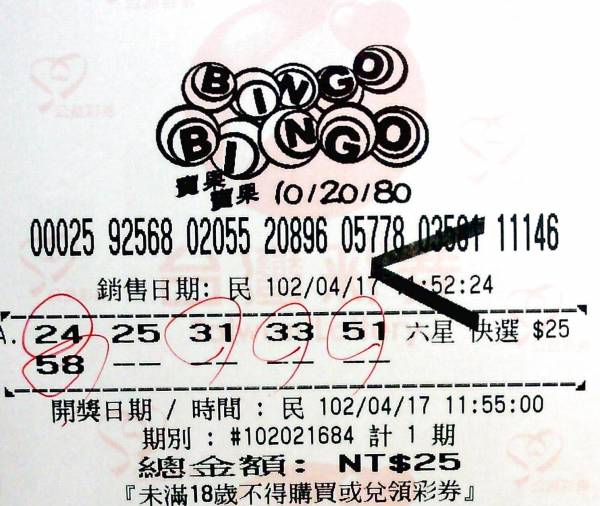 BINGO
BINGO
賓果
賓果 10/20/80
00025 92568 02055 20896 05778 03501 11146
銷售日期: 民 102/04/17 11:52:24
A. 24 25 31 33 51 六星 快選 $25
58 -- -- -- --
開獎日期 / 時間 : 民 102/04/17 11:55:00
期別 : #102021684 計 1 期
總金額: NT$25
『未滿18歲不得購買或兌領彩券』